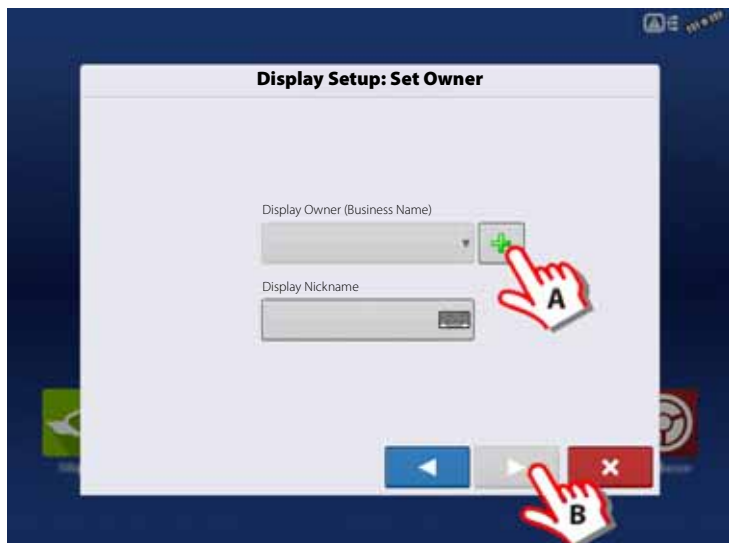 Display Setup: Set Owner
Display Owner (Business Name)
A
Display Nickname
B